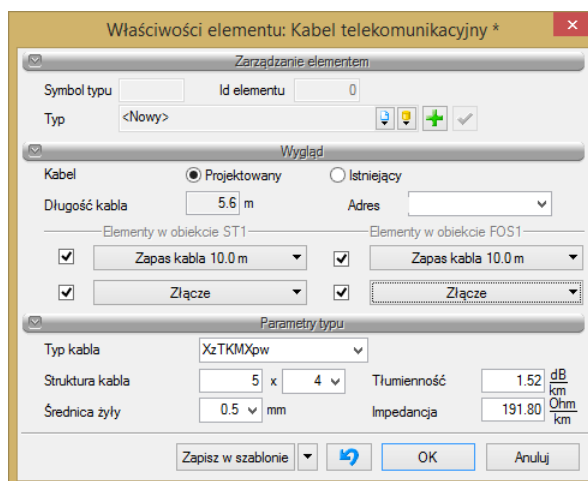 Właściwości elementu: Kabel telekomunikacyjny *
Zarządzanie elementem
Symbol typu Id elementu 0
Typ <Nowy>
Wygląd
Kabel Projektowany Istniejący
Długość kabla 5.6 m Adres
Elementy w obiekcie ST1 Elementy w obiekcie FOS1
Zapas kabla 10.0 m Zapas kabla 10.0 m
Złącze Złącze
Parametry typu
Typ kabla XzTKMXpw
Struktura kabla 5 x 4 Tłumienność 1.52 dB/km
Średnica żyły 0.5 mm Impedancja 191.80 Ohm/km
Zapisz w szablonie OK Anuluj